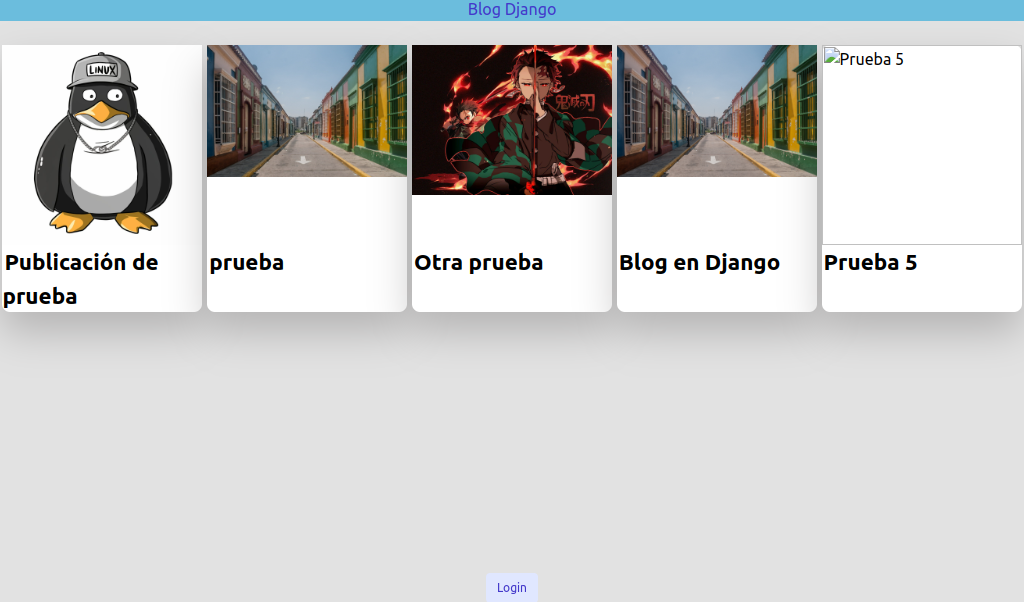 Blog Django
LINUX
鬼滅の刃
Prueba 5
Publicación de
prueba
prueba
Otra prueba
Blog en Django
Prueba 5
Login